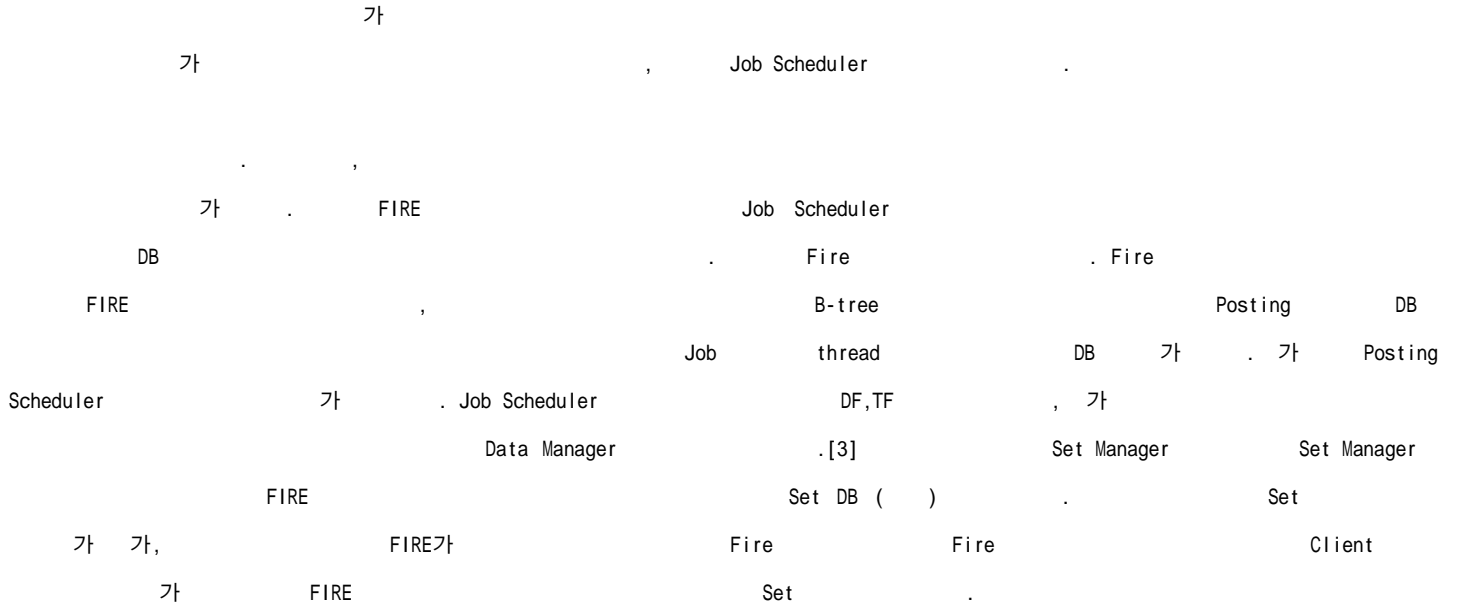 가
가 , Job Scheduler .
. ,
가 . FIRE Job Scheduler
DB . Fire . Fire
FIRE , B-tree Posting DB
Job thread DB 가 . 가 Posting
Scheduler 가 . Job Scheduler DF,TF , 가
Data Manager .[3] Set Manager Set Manager
FIRE Set DB ( ) . Set
가 가, FIRE가 Fire Fire Client
가 FIRE Set .